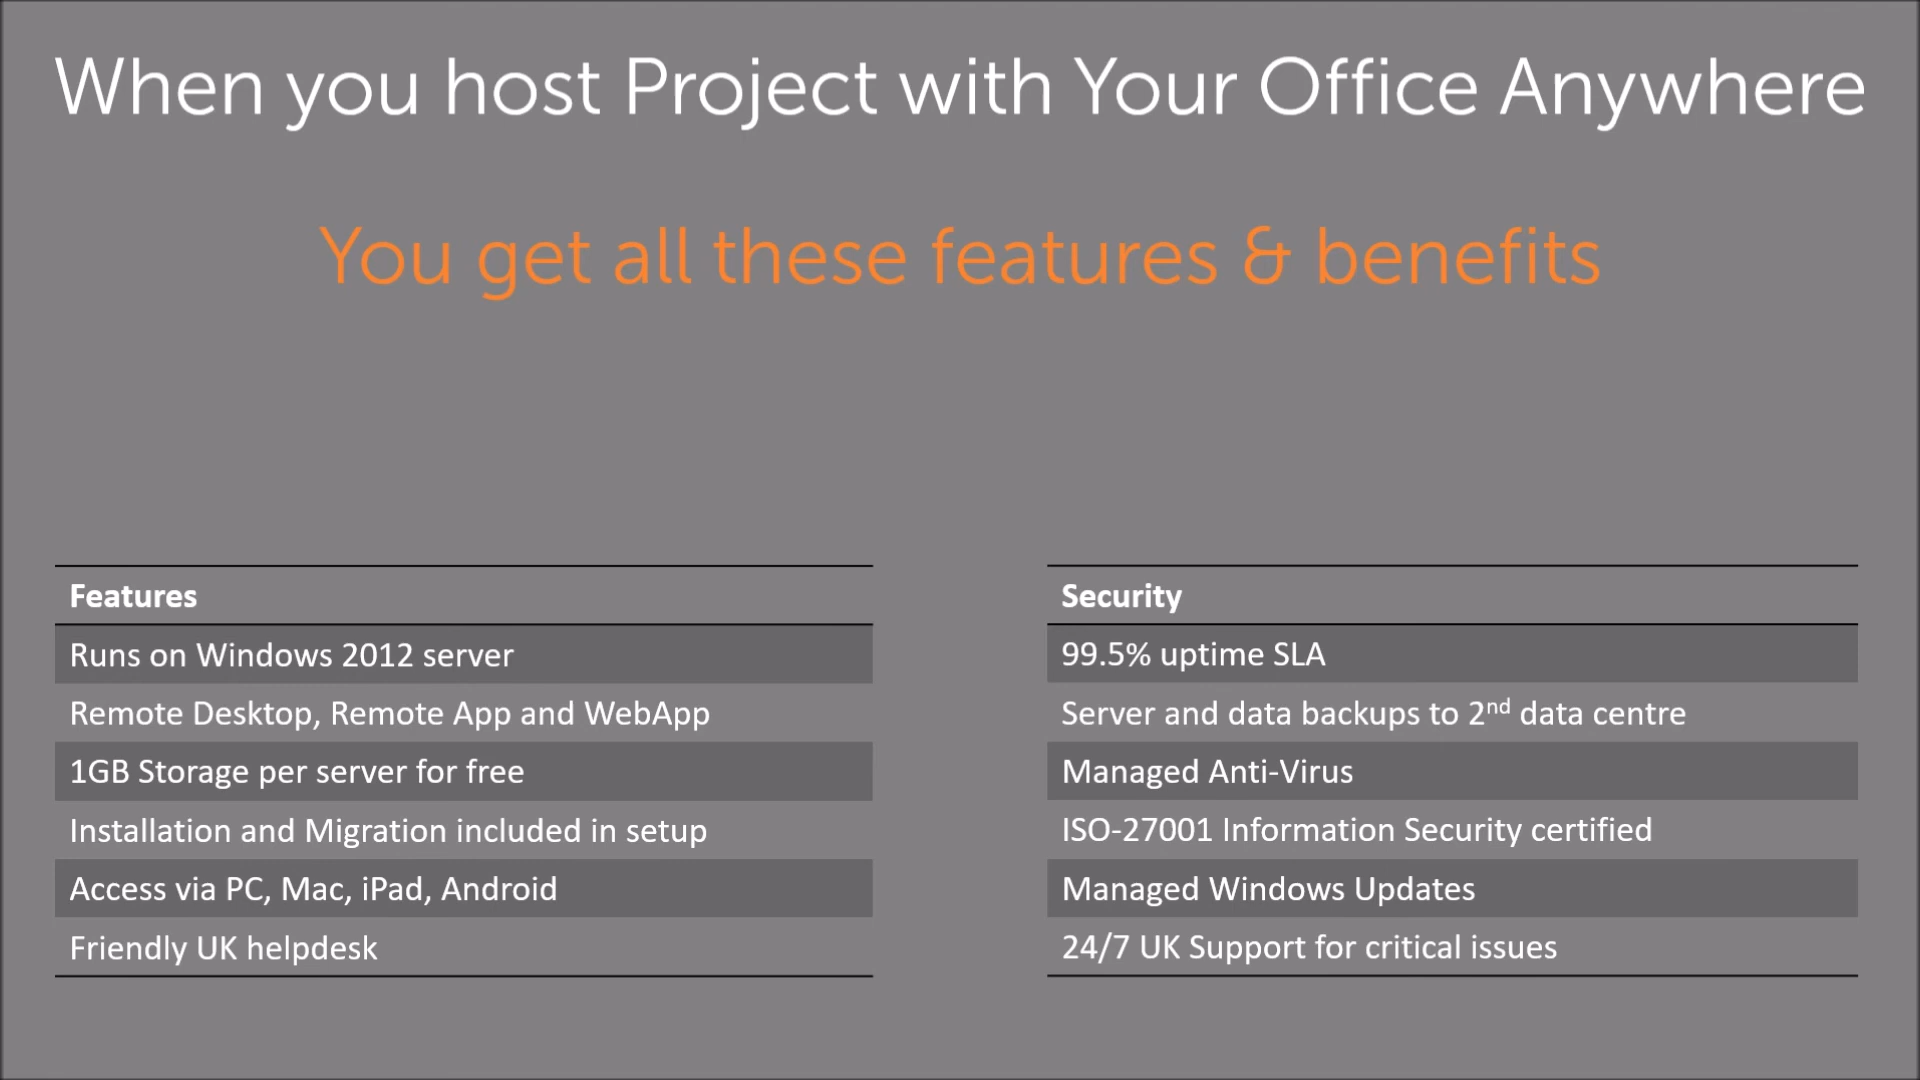 When you host Project with Your Office Anywhere
You get all these features & benefits
Features
Runs on Windows 2012 server
Remote Desktop, Remote App and WebApp
1GB Storage per server for free
Installation and Migration included in setup
Access via PC, Mac, iPad, Android
Friendly UK helpdesk
Security
99.5% uptime SLA
Server and data backups to 2nd data centre
Managed Anti-Virus
ISO-27001 Information Security certified
Managed Windows Updates
24/7 UK Support for critical issues